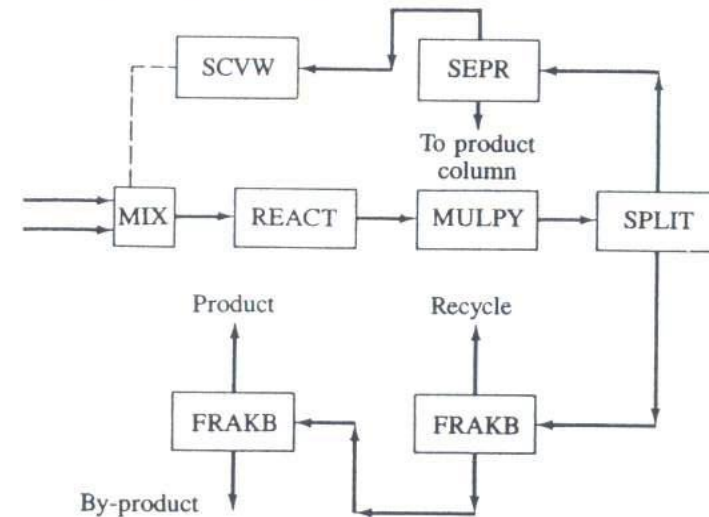 SCVW
SEPR
To product
column
MIX
REACT
MULPY
SPLIT
Product
Recycle
FRAKB
FRAKB
By-product